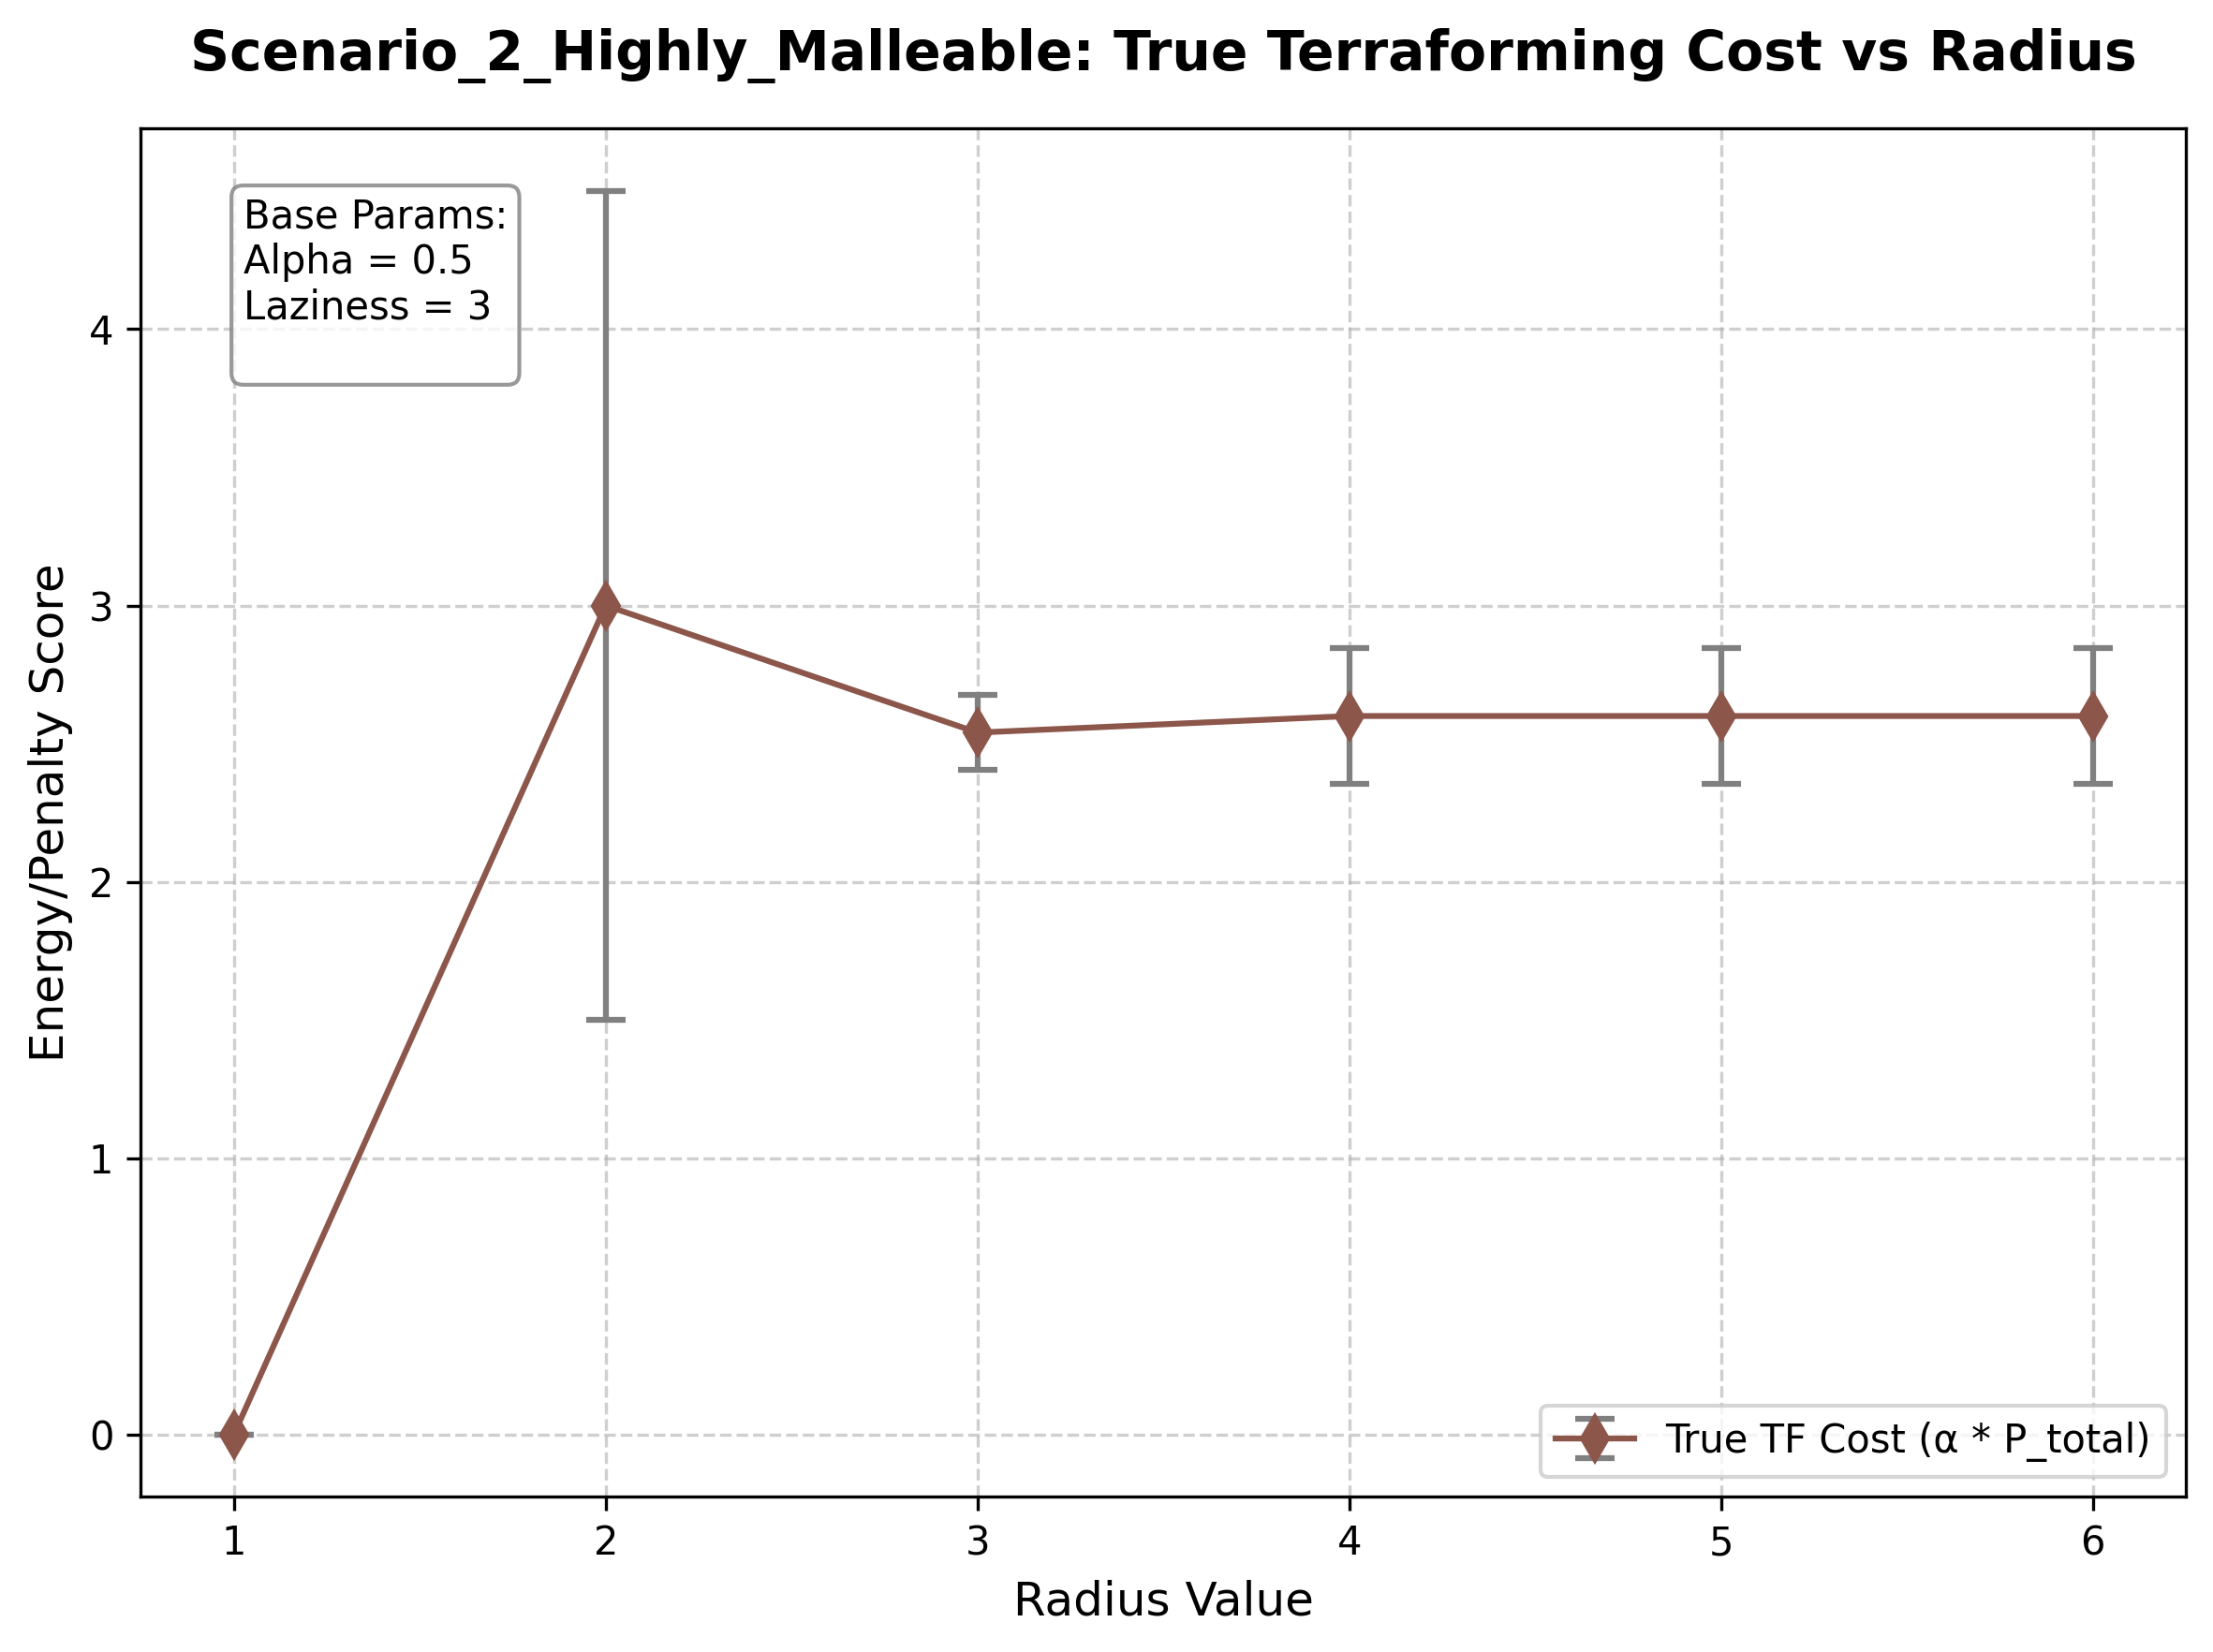 Scenario_2_Highly_Malleable: True Terraforming Cost vs Radius
Base Params:
Alpha = 0.5
Laziness = 3
Energy/Penalty Score
4
3
2
1
0
True TF Cost (α * P_total)
1 2 3 4 5 6
Radius Value